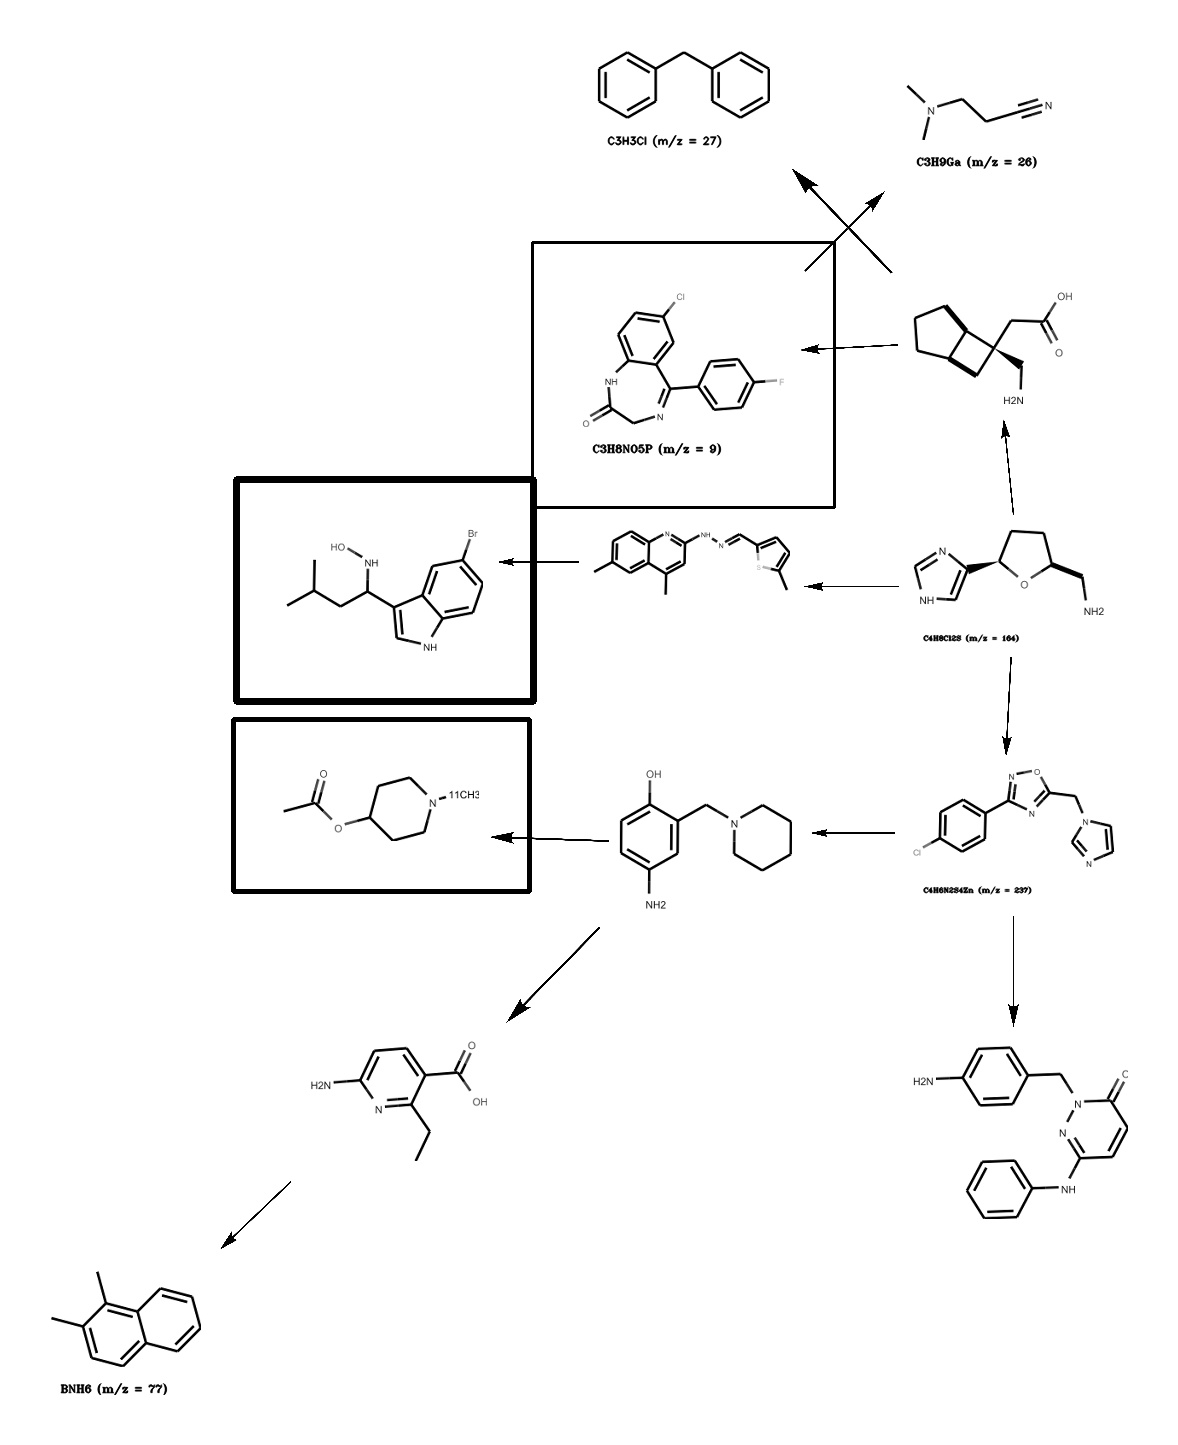 C3H3Cl (m/z = 27)
N
N
C3H9Ga (m/z = 26)
Cl
NH
O
N
F
C3H8NO5P (m/z = 9)
OH
O
H2N
HO
NH
Br
NH
N
NH
N
S
N
NH
O
NH2
C4H8Cl2S (m/z = 164)
O
O
N
11CH3
OH
N
NH2
N
O
N
N
N
Cl
C4H6N2S4Zn (m/z = 237)
H2N
N
O
OH
H2N
N
N
NH
BNH6 (m/z = 77)